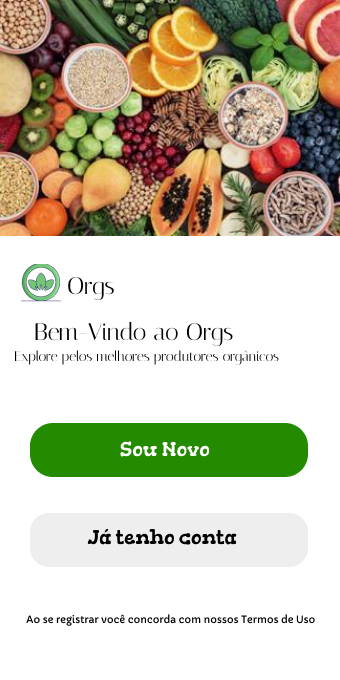 Orgs
Bem-Vindo ao Orgs
Explore pelos melhores produtores orgânicos
Sou Novo
Já tenho conta
Ao se registrar você concorda com nossos Termos de Uso